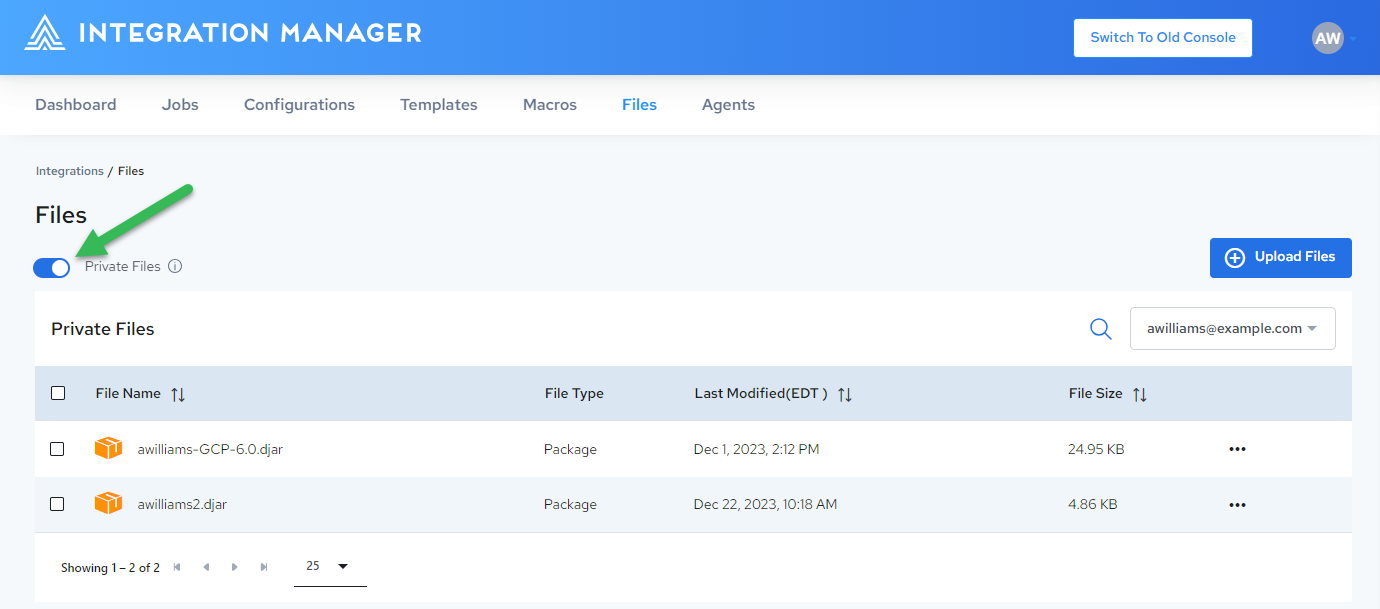 INTEGRATION MANAGER
Switch To Old Console
AW
Dashboard Jobs Configurations Templates Macros Files Agents
Integrations / Files
Files
Private Files
Upload Files
Private Files
awilliams@example.com
File Name File Type Last Modified(EDT ) File Size
awilliams-GCP-6.0.djar Package Dec 1, 2023, 2:12 PM 24.95 KB
awilliams2.djar Package Dec 22, 2023, 10:18 AM 4.86 KB
Showing 1 – 2 of 2 25